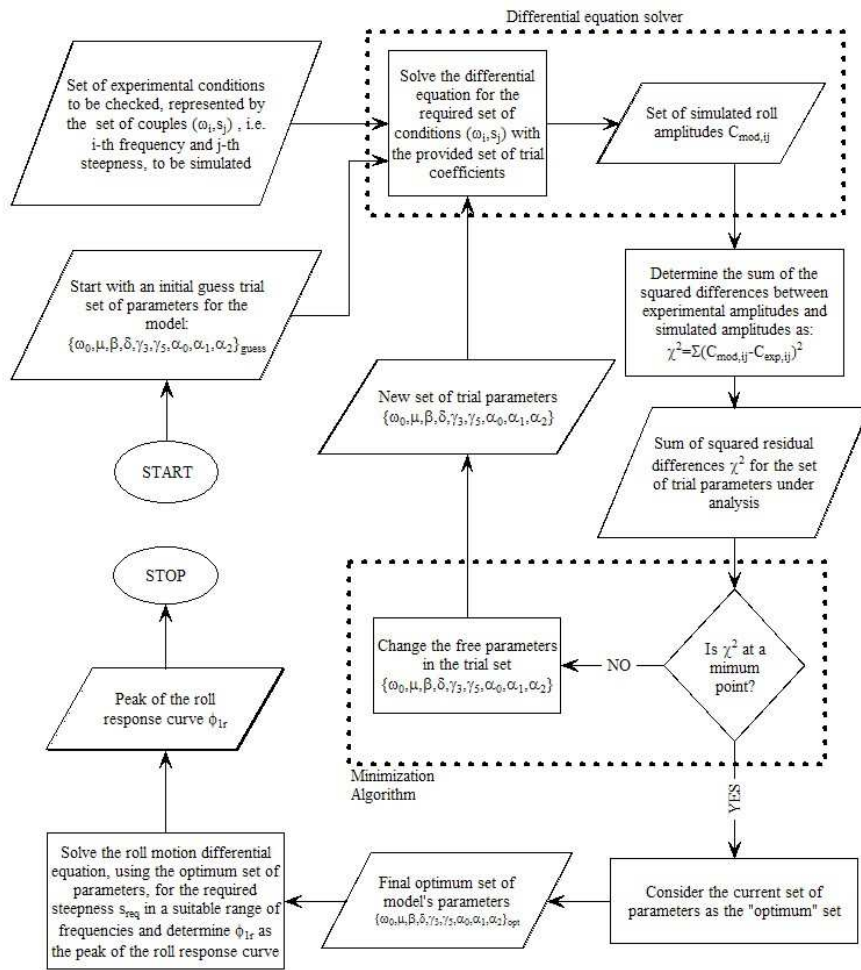 Differential equation solver
Set of experimental conditions
to be checked, represented by
the set of couples (ωi,sj) , i.e.
i-th frequency and j-th
steepness, to be simulated
Solve the differential
equation for the
required set of
conditions (ωi,sj) with
the provided set of trial
coefficients
Set of simulated roll
amplitudes Cmod,ij
Start with an initial guess trial
set of parameters for the
model:
{ω0,μ,β,δ,γ3,γ5,α0,α1,α2}guess
Determine the sum of the
squared differences between
experimental amplitudes and
simulated amplitudes as:
χ²=Σ(Cmod,ij-Cexp,ij)²
New set of trial parameters
{ω0,μ,β,δ,γ3,γ5,α0,α1,α2}
START
Sum of squared residual
differences χ² for the set
of trial parameters under
analysis
STOP
Change the free parameters
in the trial set
{ω0,μ,β,δ,γ3,γ5,α0,α1,α2}
NO
Is χ² at a
mimum
point?
Peak of the roll
response curve ϕ1r
Minimization
Algorithm
YES
Solve the roll motion differential
equation, using the optimum set of
parameters, for the required
steepness sreq in a suitable range of
frequencies and determine ϕ1r as
the peak of the roll response curve
Final optimum set of
model's parameters
{ω0,μ,β,δ,γ3,γ5,α0,α1,α2}opt
Consider the current set of
parameters as the "optimum" set